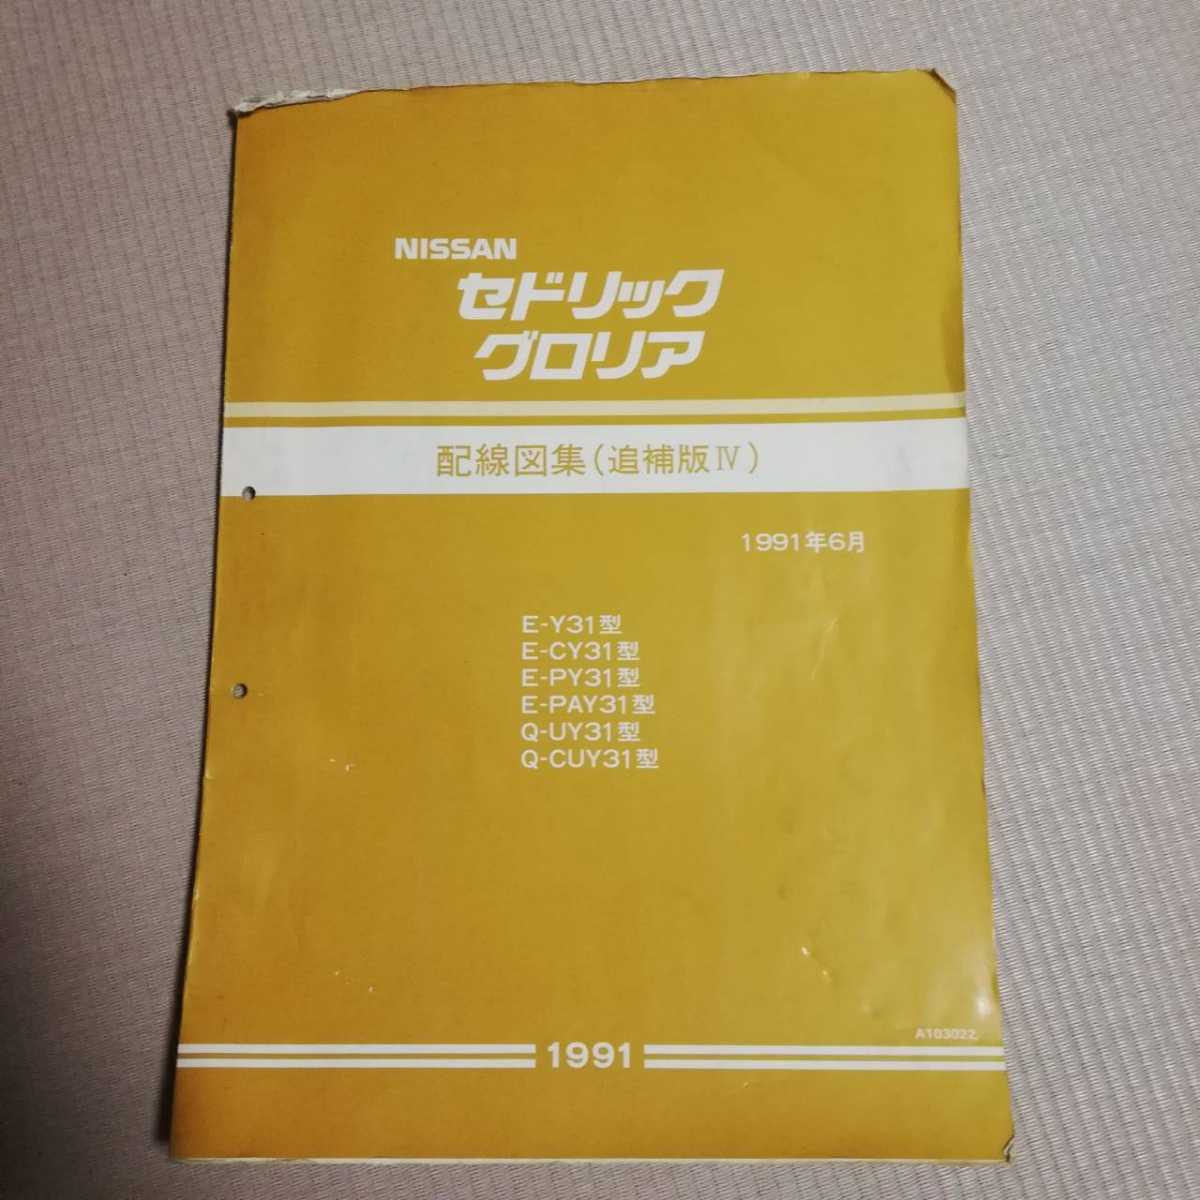 NISSAN
セドリック
グロリア
配線図集(追補版Ⅳ)
1991年6月
E-Y31型
E-CY31型
E-PY31型
E-PAY31型
Q-UY31型
Q-CUY31型
A103022
1991